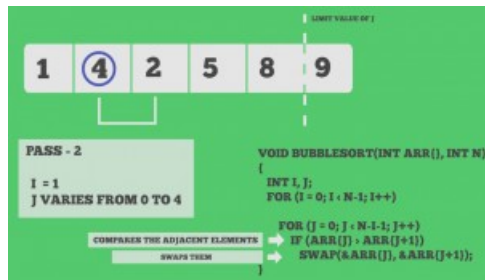 LIMIT VALUE OF J
1 4 2 5 8 9
PASS - 2
I = 1
J VARIES FROM 0 TO 4
VOID BUBBLESORT(INT ARR[], INT N)
{
INT I, J;
FOR (I = 0; I < N-1; I++)
FOR (J = 0; J < N-I-1; J++)
COMPARES THE ADJACENT ELEMENTS
IF (ARR[J] > ARR[J+1])
SWAPS THEM
SWAP(&ARR[J], &ARR[J+1]);
}